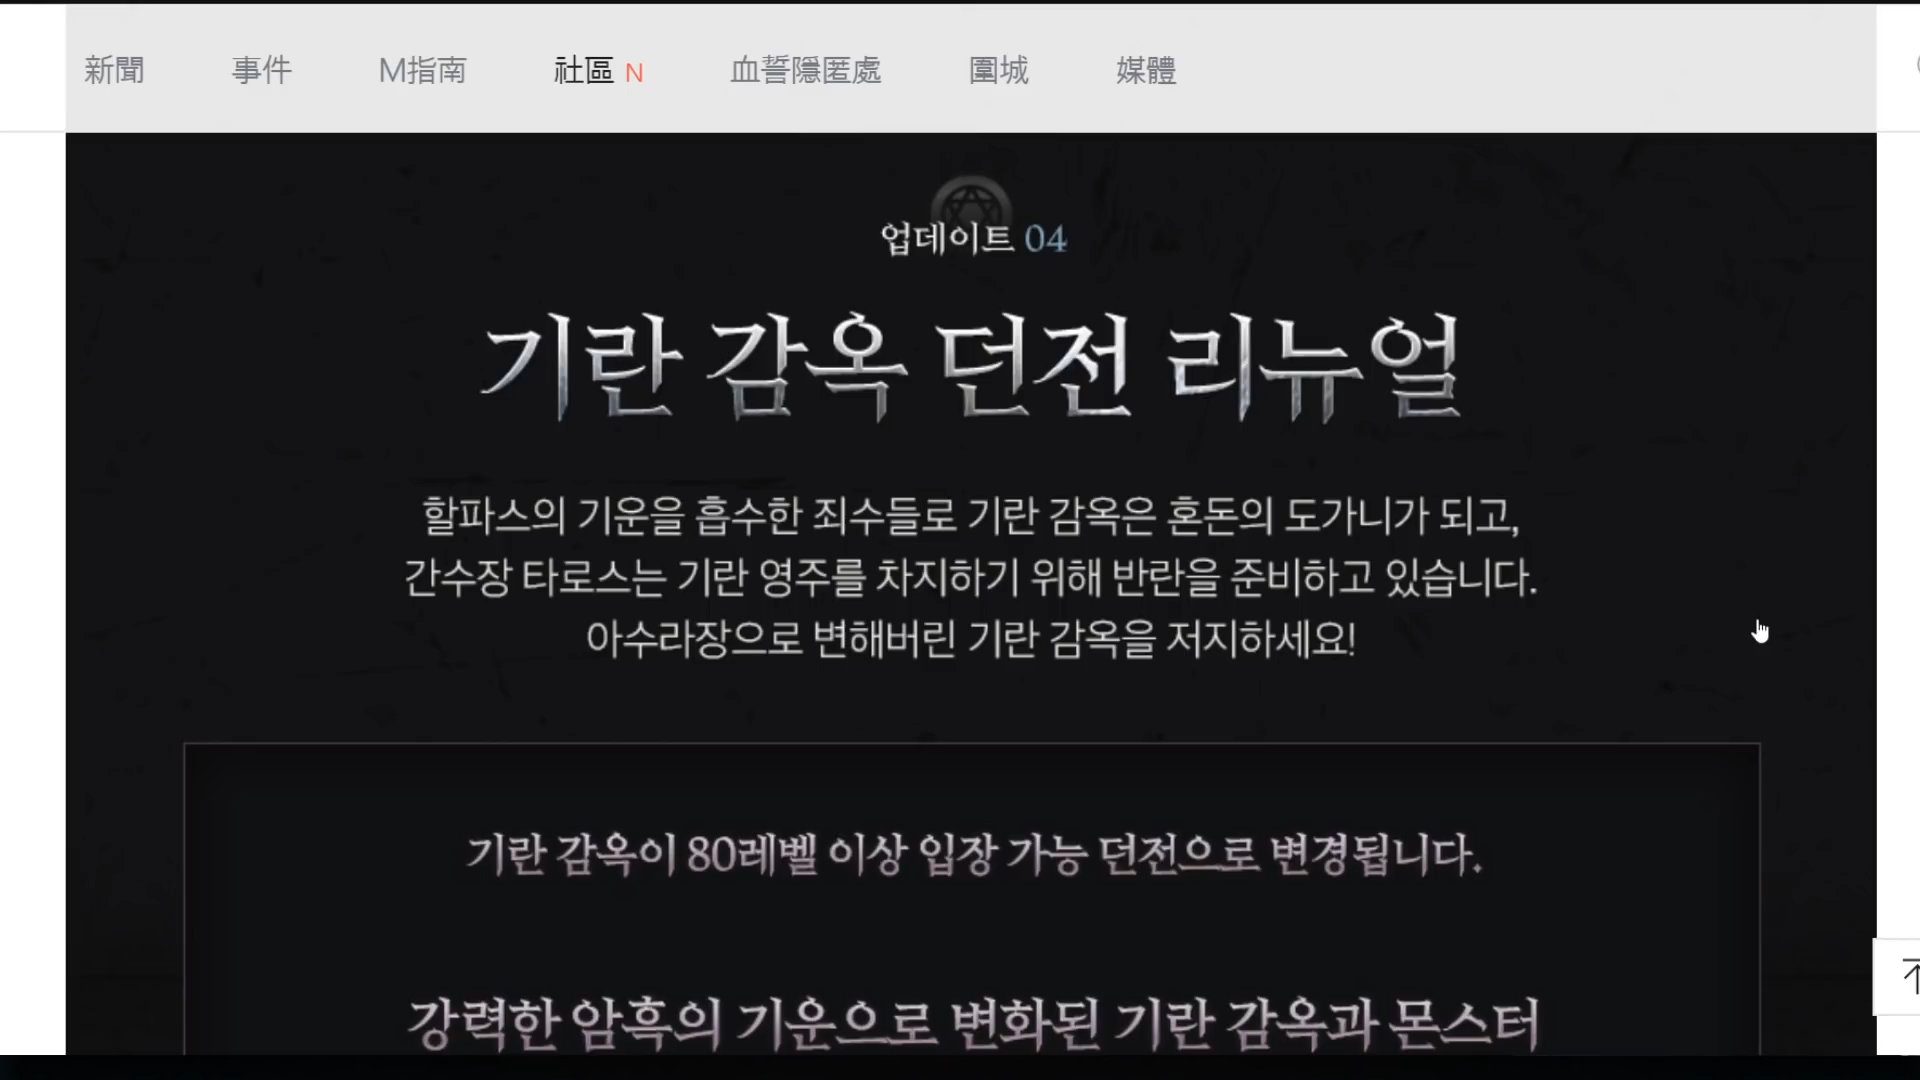 新聞 事件 M指南 社區 N 血誓隱匿處 圍城 媒體
업데이트 04
기란 감옥 던전 리뉴얼
할파스의 기운을 흡수한 죄수들로 기란 감옥은 혼돈의 도가니가 되고,
간수장 타로스는 기란 영주를 차지하기 위해 반란을 준비하고 있습니다.
아수라장으로 변해버린 기란 감옥을 저지하세요!
기란 감옥이 80레벨 이상 입장 가능 던전으로 변경됩니다.
강력한 암흑의 기운으로 변화된 기란 감옥과 몬스터